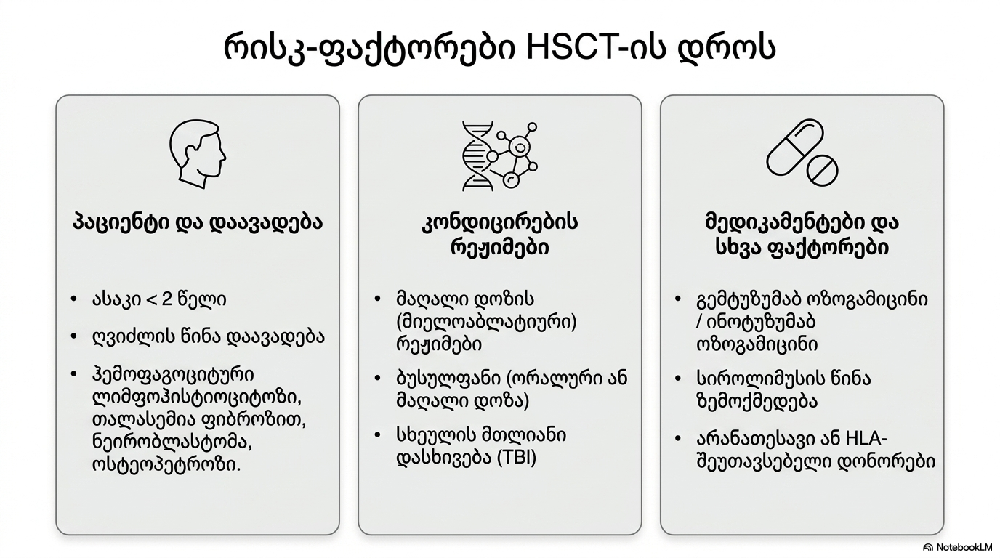 რისკ-ფაქტორები HSCT-ის დროს
პაციენტი და დაავადება
• ასაკი < 2 წელი
• ღვიძლის წინა დაავადება
• ჰემოფაგოციტური
ლიმფოჰისტიოციტოზი,
თალასემია ფიბროზით,
ნეირობლასტომა,
ოსტეოპეტროზი.
კონდიცირების
რეჟიმები
• მაღალი დოზის
(მიელოაბლატიური)
რეჟიმები
• ბუსულფანი (ორალური ან
მაღალი დოზა)
• სხეულის მთლიანი
დასხივება (TBI)
მედიკამენტები და
სხვა ფაქტორები
• გემტუზუმაბ ოზოგამიცინი
/ ინოტუზუმაბ
ოზოგამიცინი
• სიროლიმუსის წინა
ზემოქმედება
• არანათესავი ან HLA-
შეუთავსებელი დონორები
NotebookLM